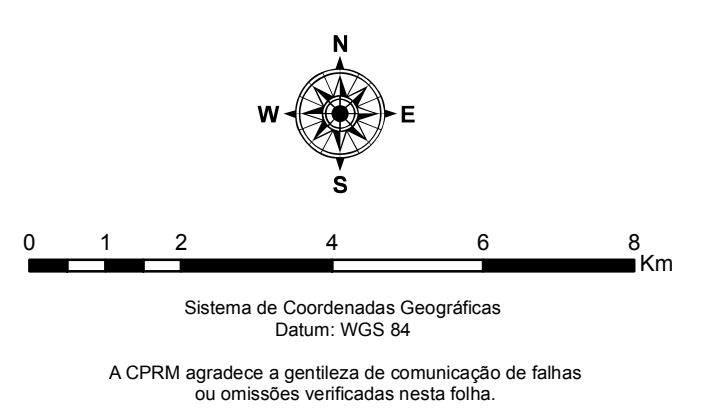 N
W E
S
0 1 2 4 6 8
Km
Sistema de Coordenadas Geográficas
Datum: WGS 84
A CPRM agradece a gentileza de comunicação de falhas
ou omissões verificadas nesta folha.